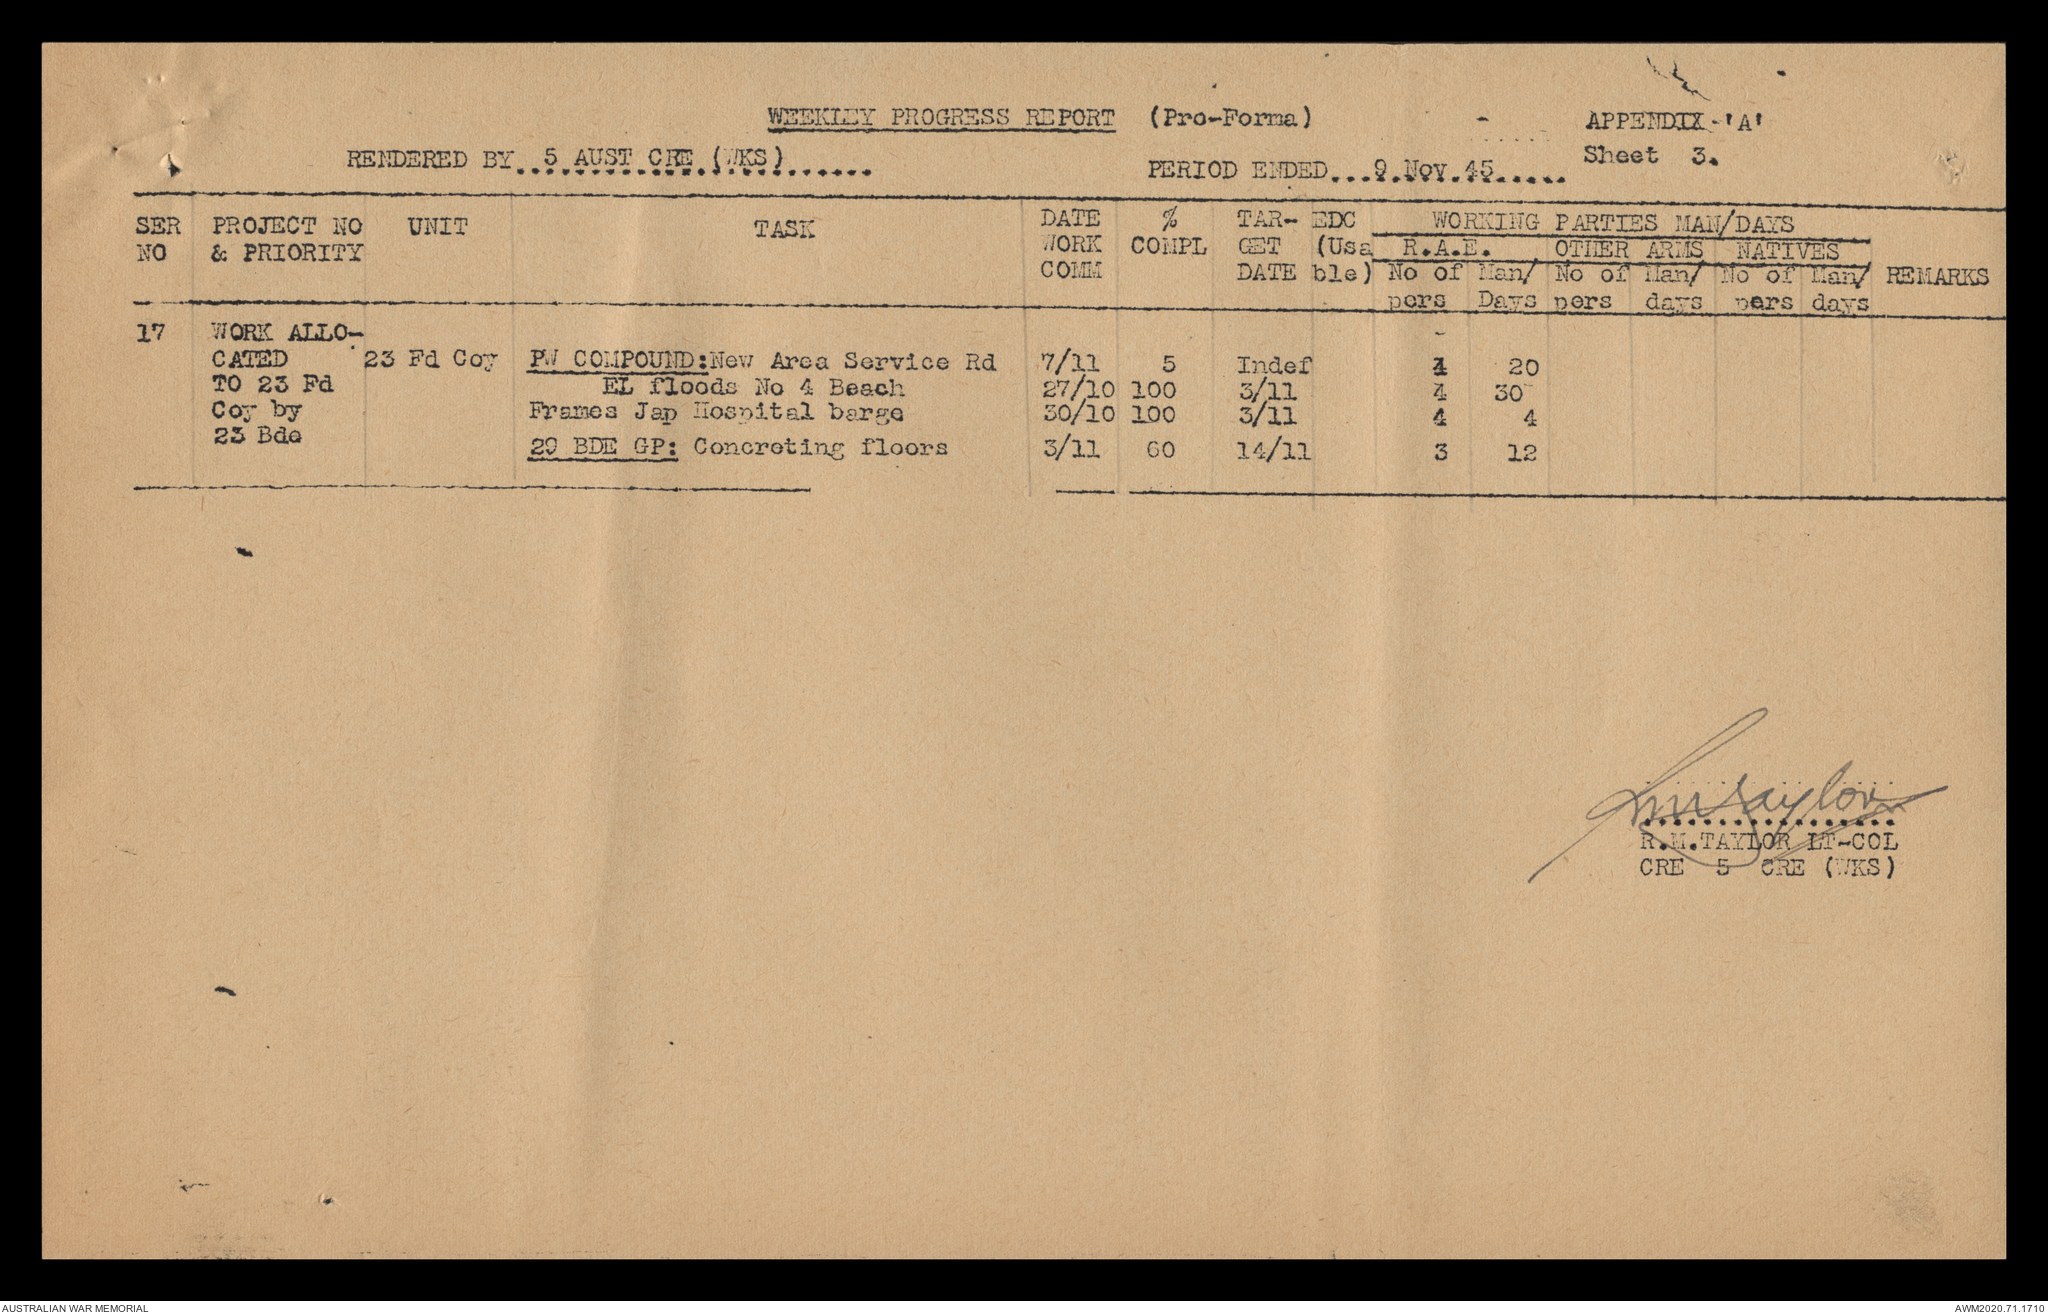 WEEKLEY PROGRESS REPORT (Pro-Forma)
APPENDIX-'A'
Sheet 3.
RENDERED BY..5 AUST CRE (WKS)........
PERIOD ENDED...9.Nov.45.....
SER NO | PROJECT NO & PRIORITY | UNIT | TASK | DATE WORK COMM | % COMPL | TAR-GET DATE | EDC (Usable) | WORKING PARTIES MAN/DAYS | REMARKS
R.A.E. | OTHER ARMS | NATIVES
No of pers | Man/Days | No of pers | Man/days | No of pers | Man/days
17 WORK ALLO-
CATED 23 Fd Coy PW COMPOUND:New Area Service Rd 7/11 5 Indef 4 20
TO 23 Fd EL floods No 4 Beach 27/10 100 3/11 4 30
Coy by Frames Jap Hospital barge 30/10 100 3/11 4 4
23 Bde 29 BDE GP: Concreting floors 3/11 60 14/11 3 12
RM Taylor
R.M.TAYLOR LT-COL
CRE 5 CRE (WKS)
AUSTRALIAN WAR MEMORIAL
AWM2020.71.1710